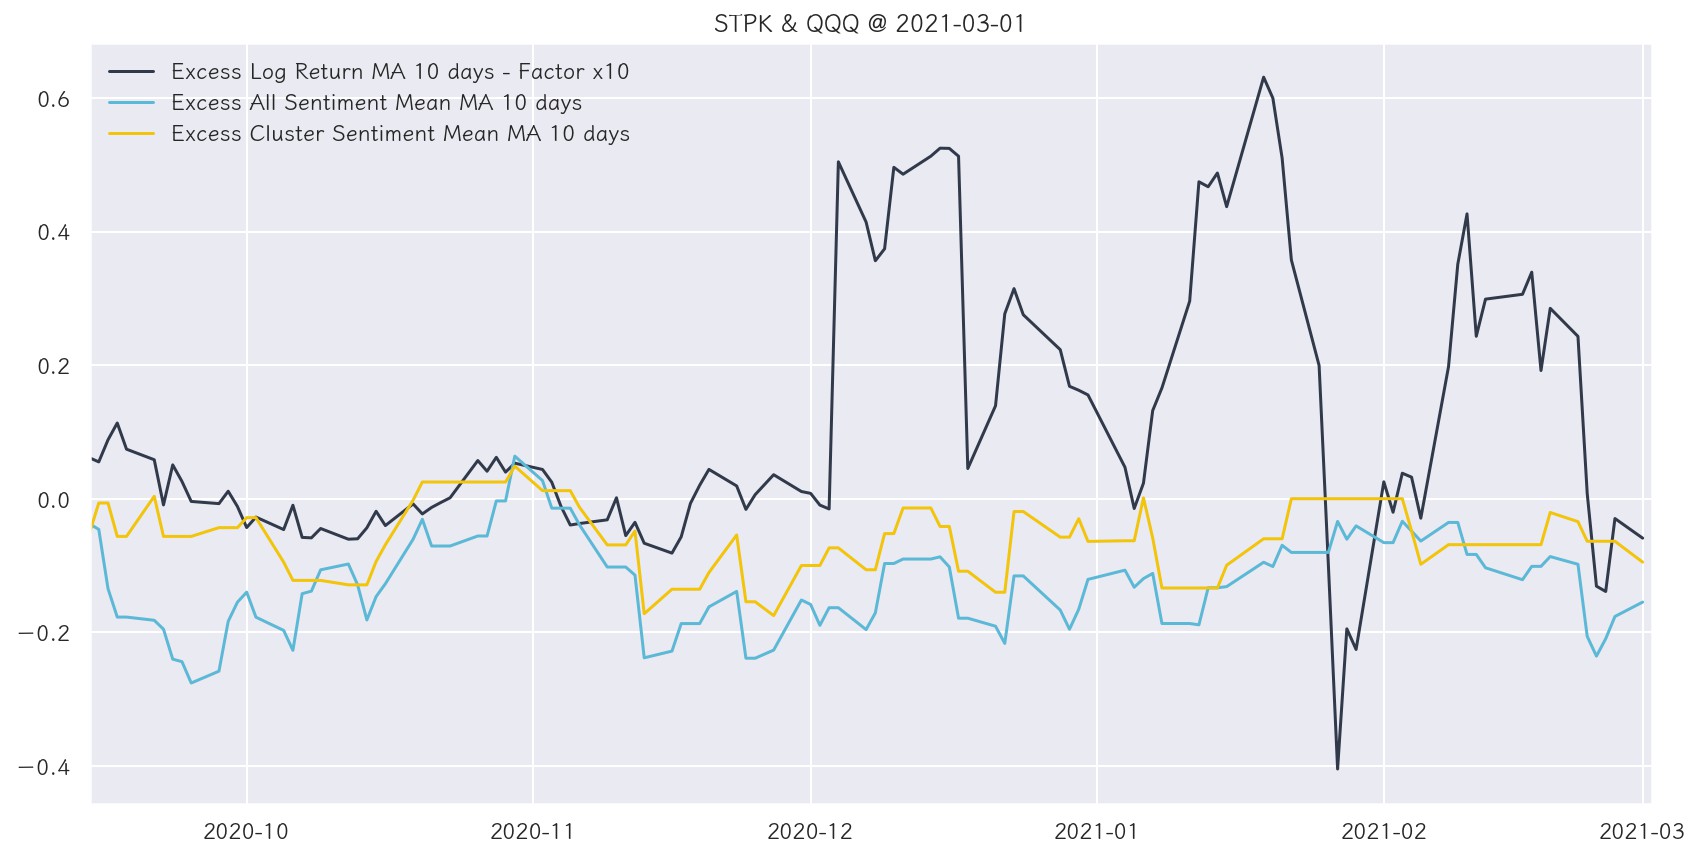 STPK & QQQ @ 2021-03-01
Excess Log Return MA 10 days - Factor x10
Excess All Sentiment Mean MA 10 days
Excess Cluster Sentiment Mean MA 10 days
0.6
0.4
0.2
0.0
−0.2
−0.4
2020-10 2020-11 2020-12 2021-01 2021-02 2021-03